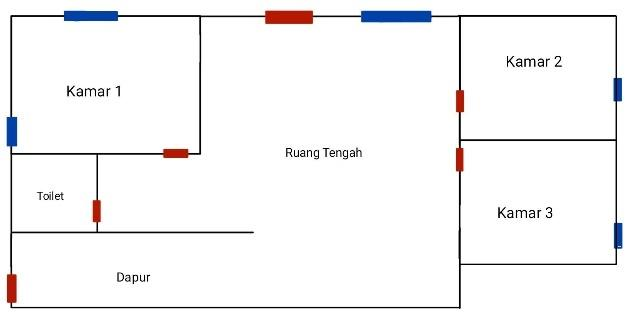 Kamar 1
Kamar 2
Ruang Tengah
Toilet
Kamar 3
Dapur